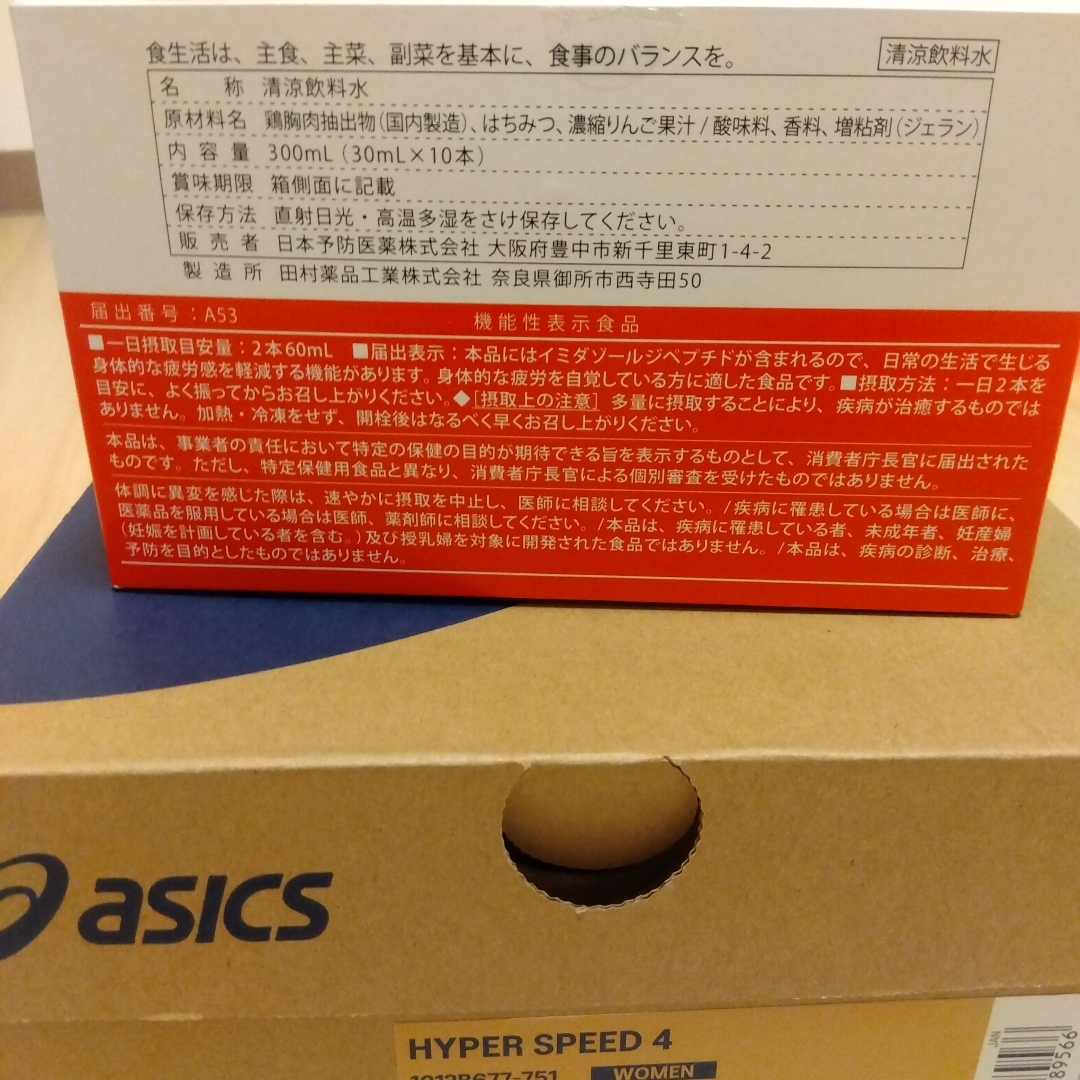 食生活は、主食、主菜、副菜を基本に、食事のバランスを。
清涼飲料水
名 称 清涼飲料水
原材料名 鶏胸肉抽出物(国内製造)、はちみつ、濃縮りんご果汁/酸味料、香料、増粘剤(ジェラン)
内容量 300mL(30mL×10本)
賞味期限 箱側面に記載
保存方法 直射日光・高温多湿をさけ保存してください。
販売者 日本予防医薬株式会社 大阪府豊中市新千里東町1-4-2
製造所 田村薬品工業株式会社 奈良県御所市西寺田50
届出番号:A53
機能性表示食品
■一日摂取目安量:2本60mL ■届出表示:本品にはイミダゾールジペプチドが含まれるので、日常の生活で生じる
身体的な疲労感を軽減する機能があります。身体的な疲労を自覚している方に適した食品です。■摂取方法:一日2本を
目安に、よく振ってからお召し上がりください。◆[摂取上の注意] 多量に摂取することにより、疾病が治癒するものでは
ありません。加熱・冷凍をせず、開栓後はなるべく早くお召し上がりください。
本品は、事業者の責任において特定の保健の目的が期待できる旨を表示するものとして、消費者庁長官に届出された
ものです。ただし、特定保健用食品と異なり、消費者庁長官による個別審査を受けたものではありません。
体調に異変を感じた際は、速やかに摂取を中止し、医師に相談してください。/疾病に罹患している場合は医師に、
医薬品を服用している場合は医師、薬剤師に相談してください。/本品は、疾病に罹患している者、未成年者、妊産婦
(妊娠を計画している者を含む。)及び授乳婦を対象に開発された食品ではありません。/本品は、疾病の診断、治療、
予防を目的としたものではありません。
asics
HYPER SPEED 4
1012B677-751 WOMEN
JAN
89566